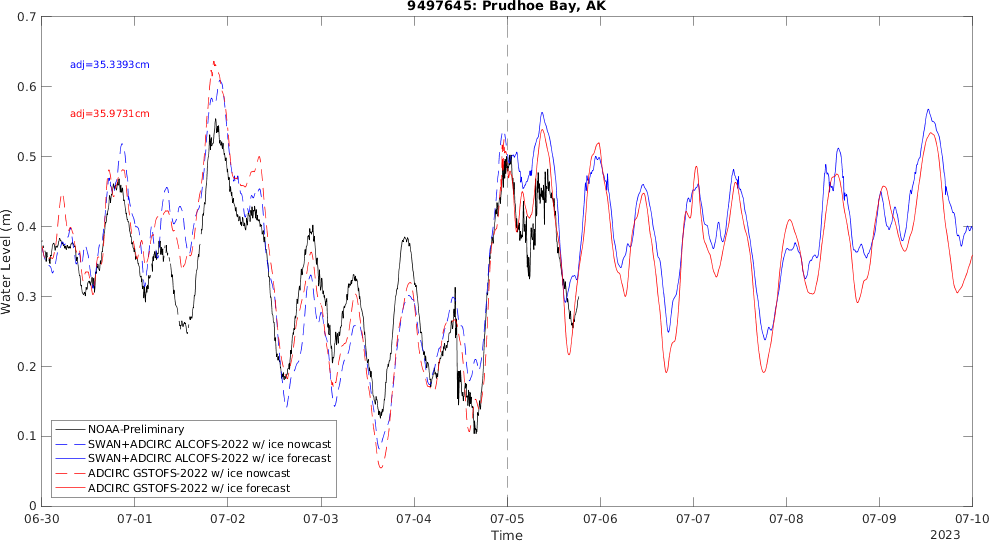 9497645: Prudhoe Bay, AK
0.7
0.6
0.5
0.4
0.3
0.2
0.1
0
Water Level (m)
adj=35.3393cm
adj=35.9731cm
NOAA-Preliminary
SWAN+ADCIRC ALCOFS-2022 w/ ice nowcast
SWAN+ADCIRC ALCOFS-2022 w/ ice forecast
ADCIRC GSTOFS-2022 w/ ice nowcast
ADCIRC GSTOFS-2022 w/ ice forecast
06-30 07-01 07-02 07-03 07-04 07-05 07-06 07-07 07-08 07-09 07-10
Time
2023